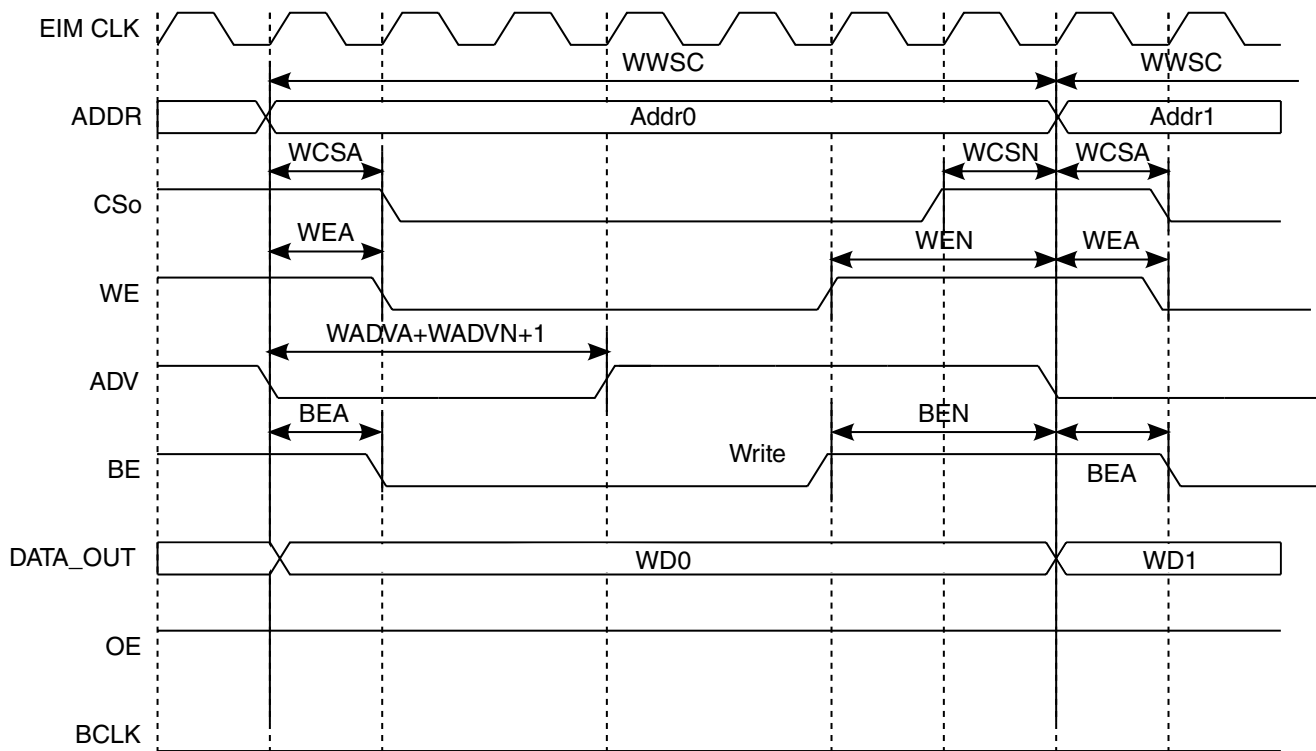 EIM CLK
WWSC WWSC
ADDR Addr0 Addr1
WCSA WCSN WCSA
CSo
WEA WEN WEA
WE
WADVA+WADVN+1
ADV
BEA BEN
BE Write BEA
DATA_OUT WD0 WD1
OE
BCLK